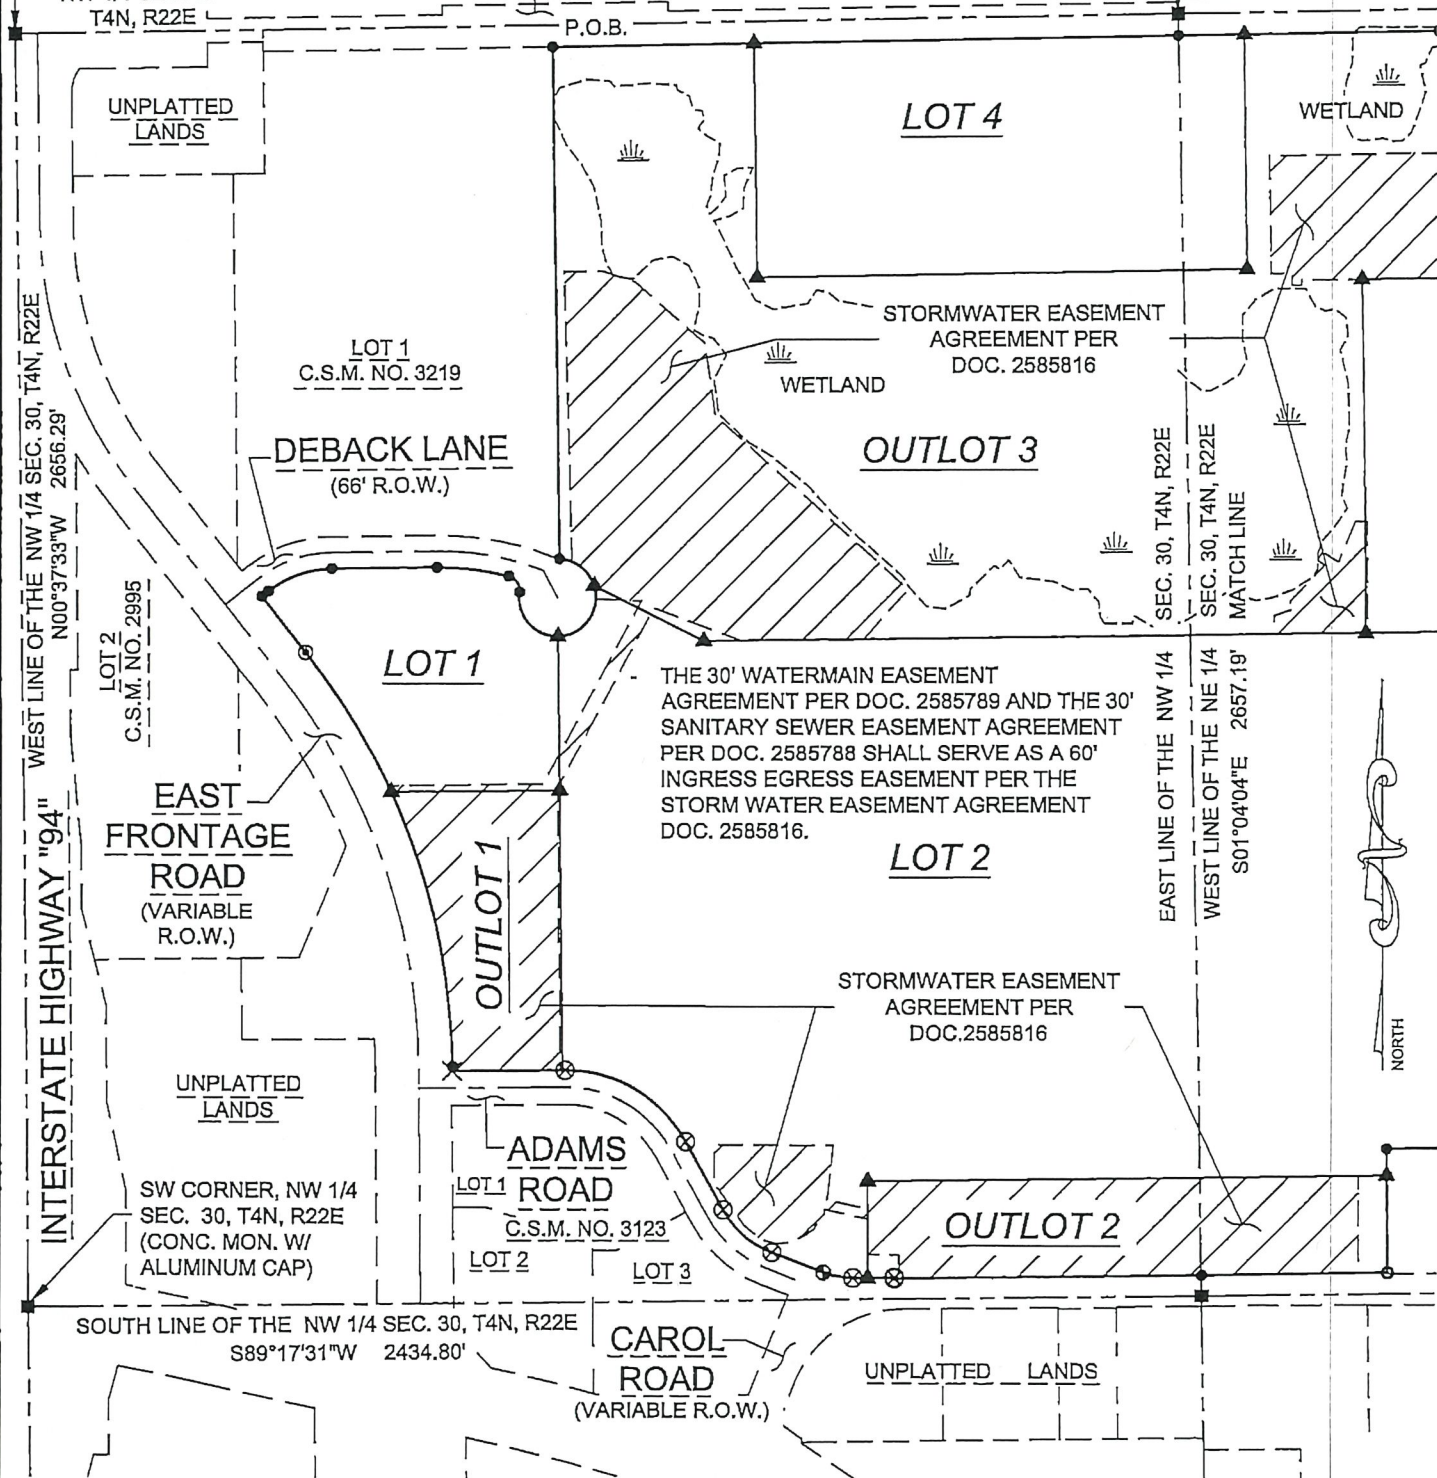 T4N, R22E
P.O.B.
UNPLATTED
LANDS
LOT 4
WETLAND
LOT 1
C.S.M. NO. 3219
STORMWATER EASEMENT
AGREEMENT PER
DOC. 2585816
WETLAND
DEBACK LANE
(66' R.O.W.)
OUTLOT 3
WEST LINE OF THE NW 1/4 SEC. 30, T4N, R22E
N00°37'33"W 2656.29'
EAST LINE OF THE NW 1/4 SEC. 30, T4N, R22E
WEST LINE OF THE NE 1/4 SEC. 30, T4N, R22E
S01°04'04"E 2657.19'
MATCH LINE
LOT 2
C.S.M. NO. 2995
LOT 1
THE 30' WATERMAIN EASEMENT
AGREEMENT PER DOC. 2585789 AND THE 30'
SANITARY SEWER EASEMENT AGREEMENT
PER DOC. 2585788 SHALL SERVE AS A 60'
INGRESS EGRESS EASEMENT PER THE
STORM WATER EASEMENT AGREEMENT
DOC. 2585816.
EAST
FRONTAGE
ROAD
(VARIABLE
R.O.W.)
LOT 2
OUTLOT 1
INTERSTATE HIGHWAY "94"
STORMWATER EASEMENT
AGREEMENT PER
DOC.2585816
NORTH
UNPLATTED
LANDS
ADAMS
ROAD
LOT 1
C.S.M. NO. 3123
LOT 2
LOT 3
SW CORNER, NW 1/4
SEC. 30, T4N, R22E
(CONC. MON. W/
ALUMINUM CAP)
OUTLOT 2
SOUTH LINE OF THE NW 1/4 SEC. 30, T4N, R22E
S89°17'31"W 2434.80'
CAROL
ROAD
(VARIABLE R.O.W.)
UNPLATTED LANDS